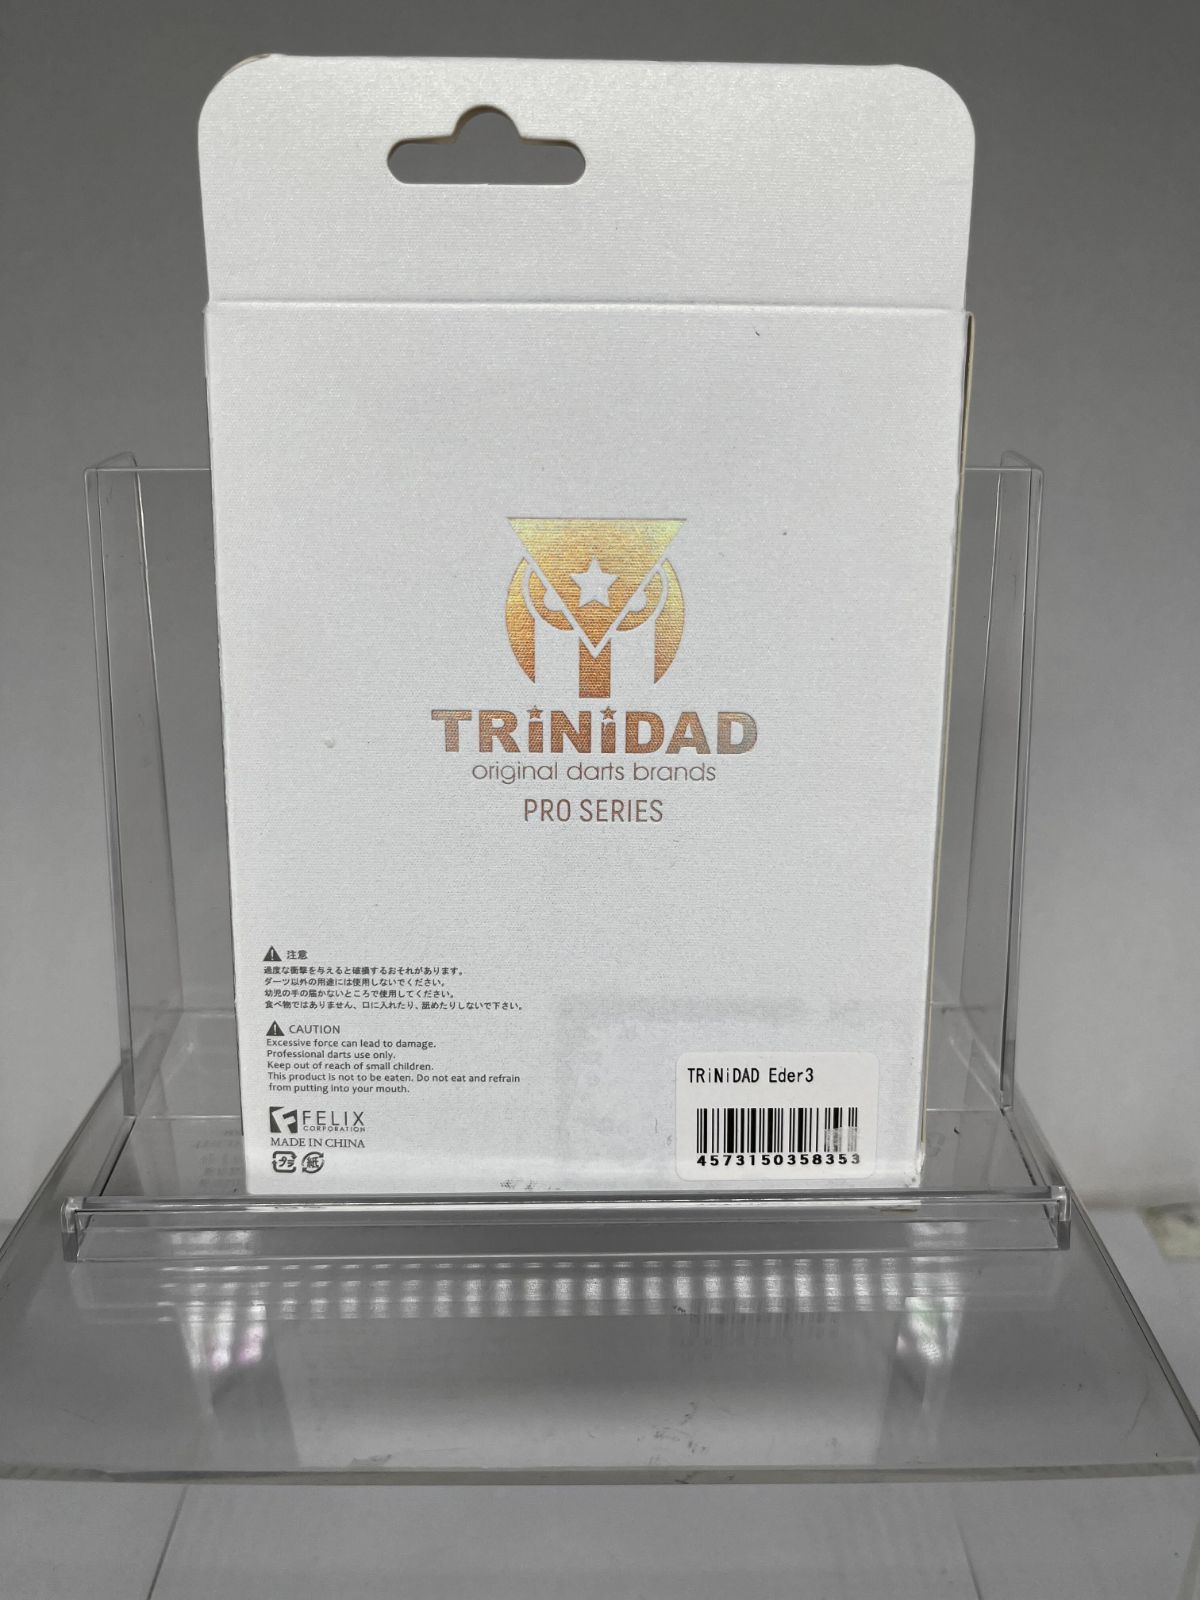 TRiNiDAD
original darts brands
PRO SERIES
注意
過度な衝撃を与えると破損するおそれがあります。
ダーツ以外の用途には使用しないでください。
幼児の手の届かないところで使用してください。
食べ物ではありません、口に入れたり、舐めたりしないで下さい。
CAUTION
Excessive force can lead to damage.
Professional darts use only.
Keep out of reach of small children.
This product is not to be eaten. Do not eat and refrain
from putting into your mouth.
FELIX
CORPORATION
MADE IN CHINA
プラ 紙
TRiNiDAD Eder3
4573150358353